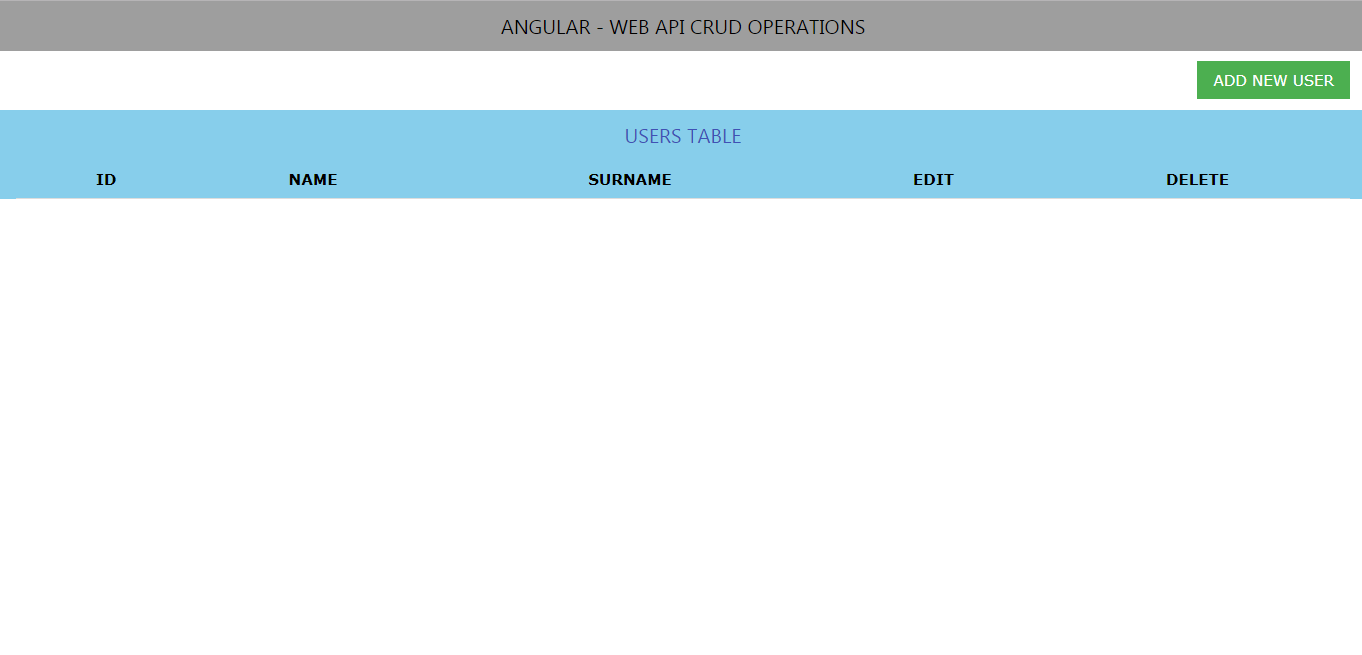 ANGULAR - WEB API CRUD OPERATIONS
ADD NEW USER
USERS TABLE
ID NAME SURNAME EDIT DELETE